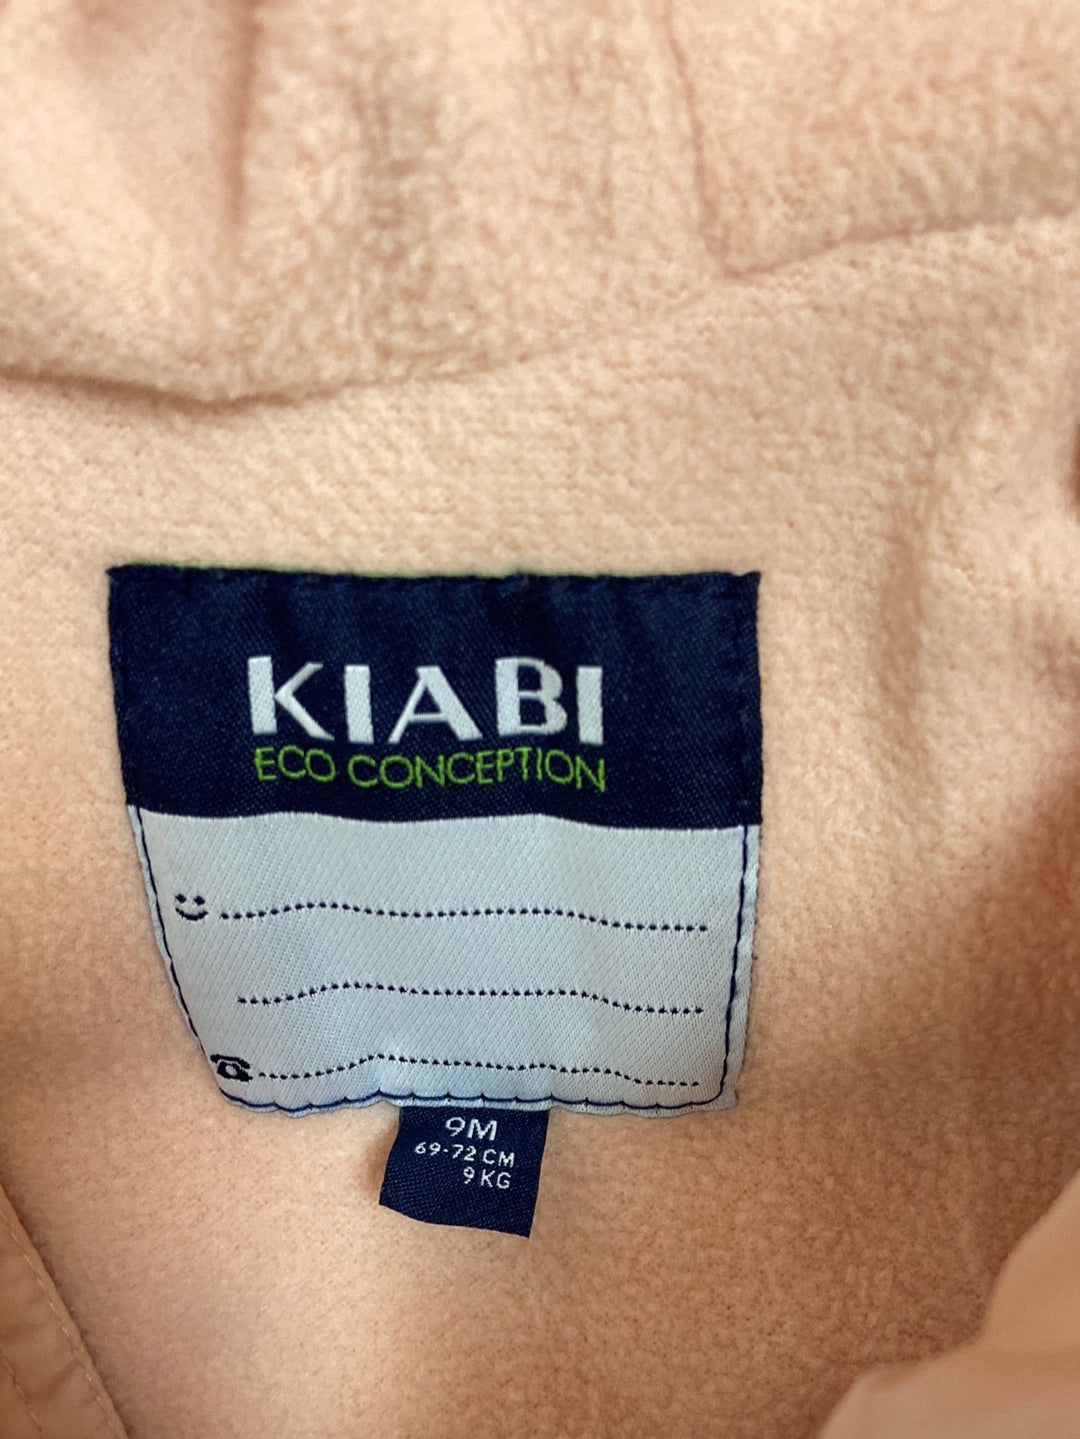 KIABI
ECO CONCEPTION
9M
69-72 CM
9 KG